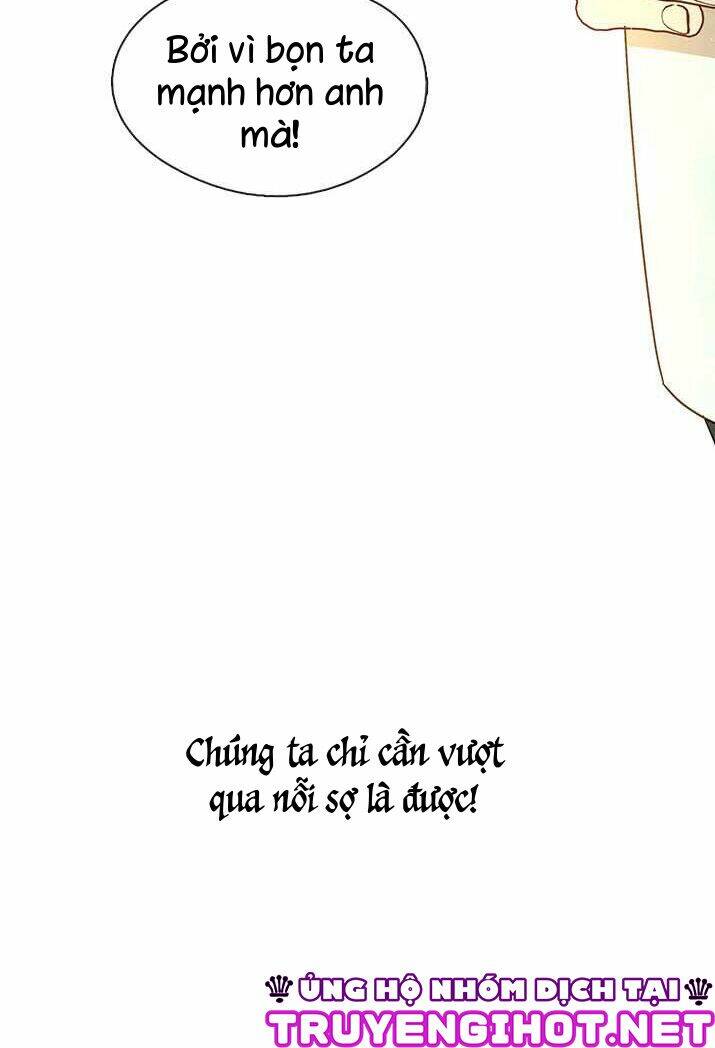 Bởi vì bọn ta
mạnh hơn anh
mà!
Chúng ta chỉ cần vượt
qua nỗi sợ là được!
ỦNG HỘ NHÓM DỊCH TẠI
TRUYENGIHOT.NET